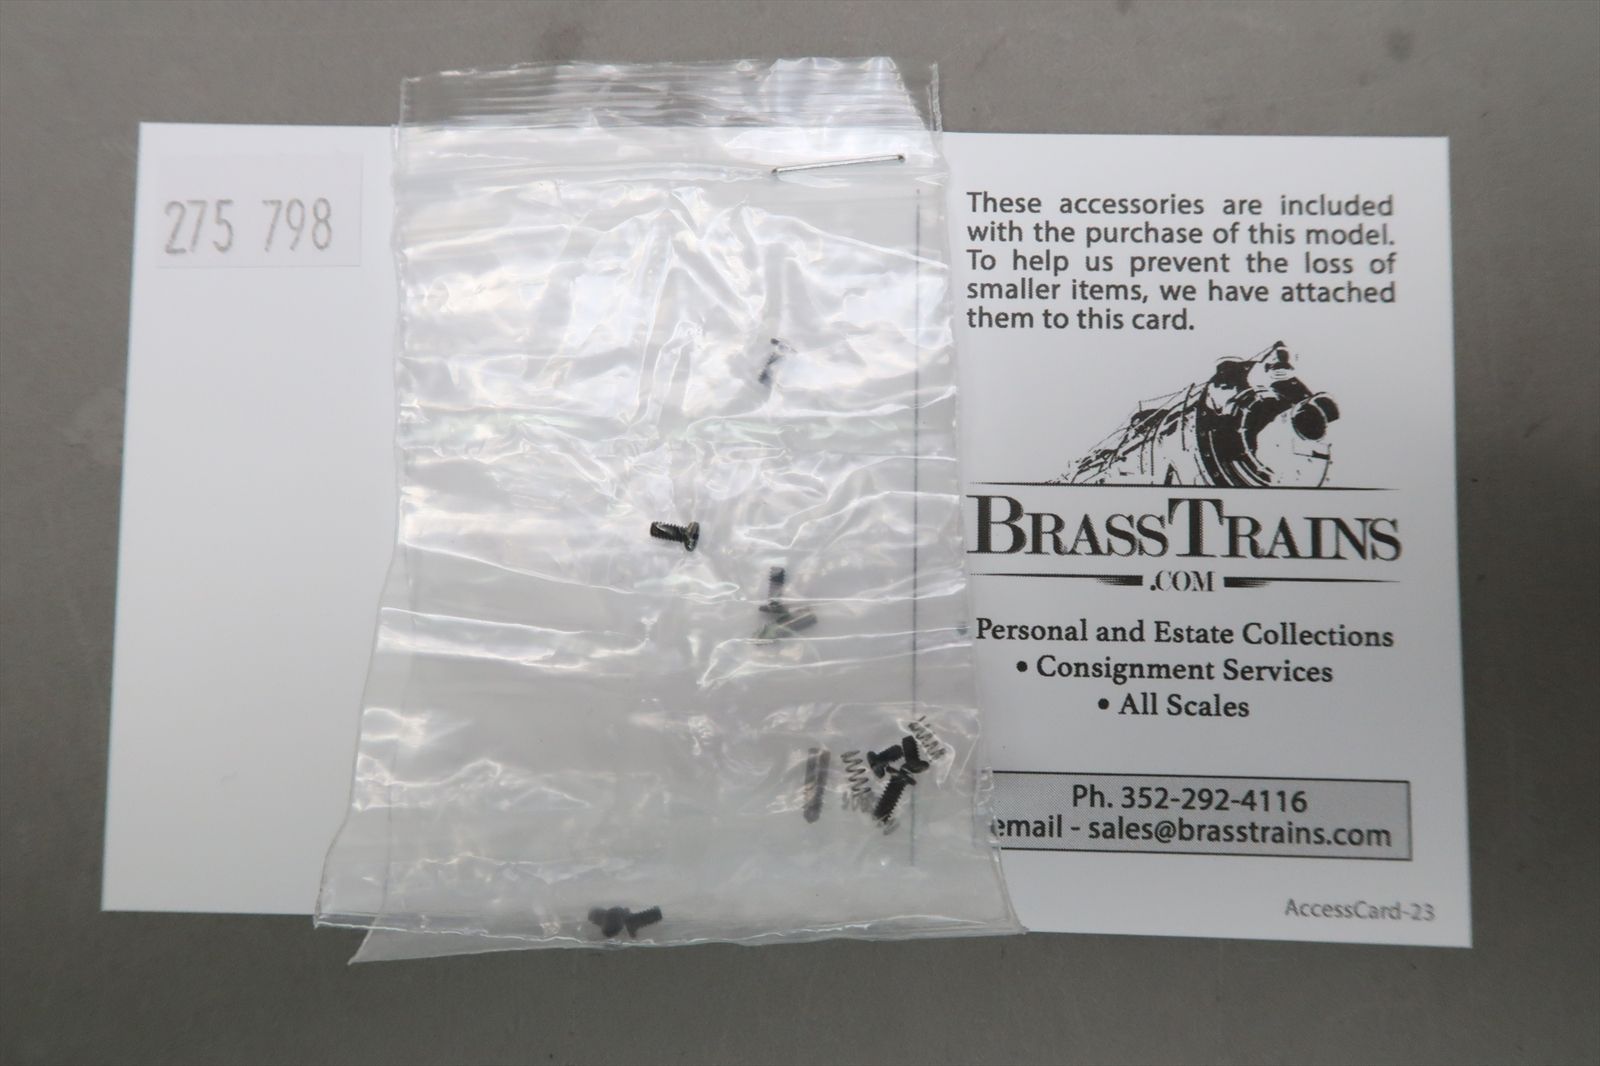 275 798
These accessories are included
with the purchase of this model.
To help us prevent the loss of
smaller items, we have attached
them to this card.
BRASSTRAINS
.COM
Personal and Estate Collections
• Consignment Services
• All Scales
Ph. 352-292-4116
email - sales@brasstrains.com
AccessCard-23